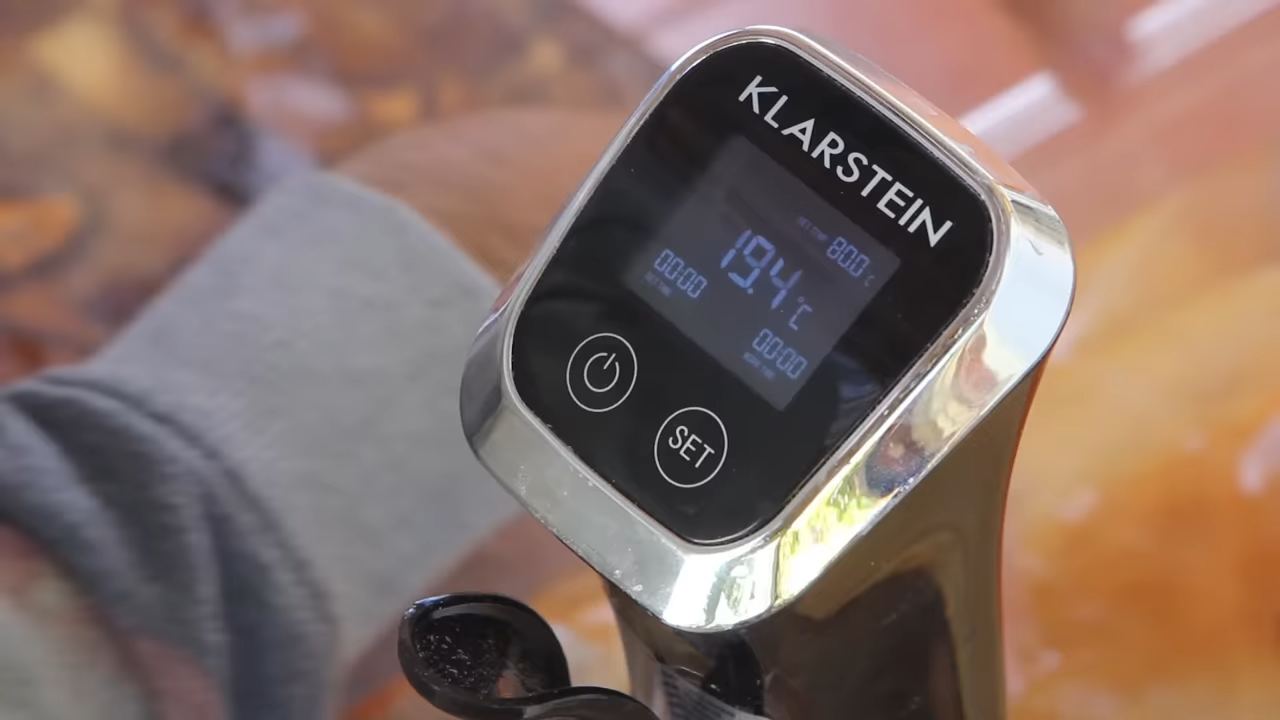 KLARSTEIN
SET TEMP 80.0 °C
19.4 °C
00:00
SET TIME
00:00
WORK TIME
SET